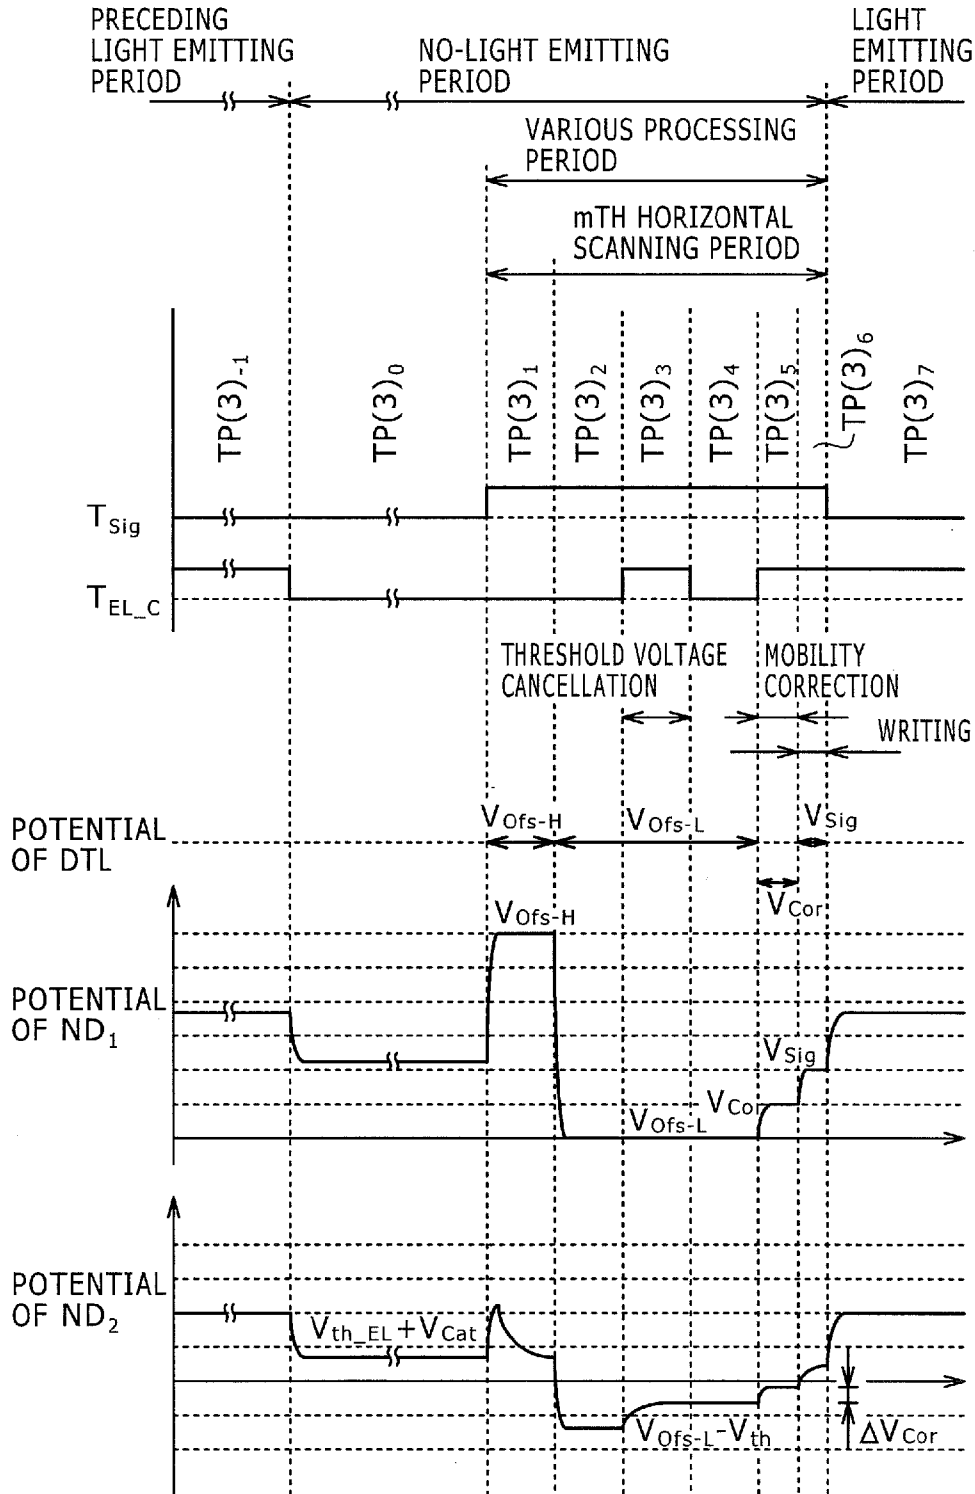 PRECEDING
LIGHT EMITTING
PERIOD
NO-LIGHT EMITTING
PERIOD
LIGHT
EMITTING
PERIOD
VARIOUS PROCESSING
PERIOD
mTH HORIZONTAL
SCANNING PERIOD
TP(3)-1
TP(3)0
TP(3)1
TP(3)2
TP(3)3
TP(3)4
TP(3)5
TP(3)6
TP(3)7
TSig
TEL_C
THRESHOLD VOLTAGE
CANCELLATION
MOBILITY
CORRECTION
WRITING
POTENTIAL
OF DTL
VOfs-H
VOfs-L
VSig
VCor
POTENTIAL
OF ND1
VOfs-H
VOfs-L
VCor
VSig
POTENTIAL
OF ND2
Vth_EL+VCat
VOfs-L-Vth
ΔVCor